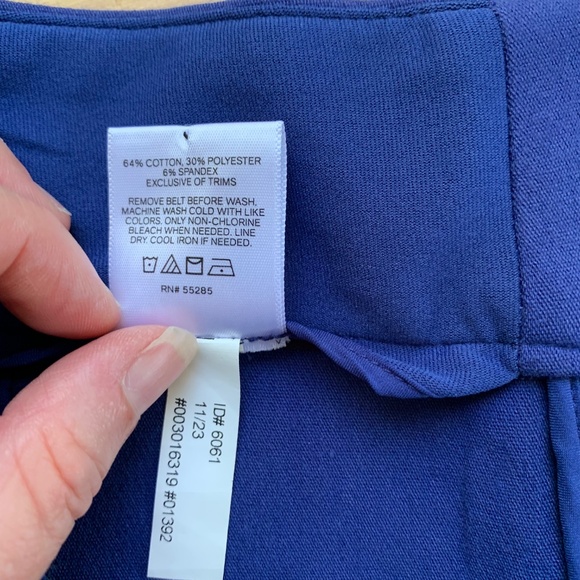 64% COTTON, 30% POLYESTER
6% SPANDEX
EXCLUSIVE OF TRIMS
REMOVE BELT BEFORE WASH.
MACHINE WASH COLD WITH LIKE
COLORS. ONLY NON-CHLORINE
BLEACH WHEN NEEDED. LINE
DRY. COOL IRON IF NEEDED.
RN# 55285
ID# 6061
11/23
#003016319 #01392